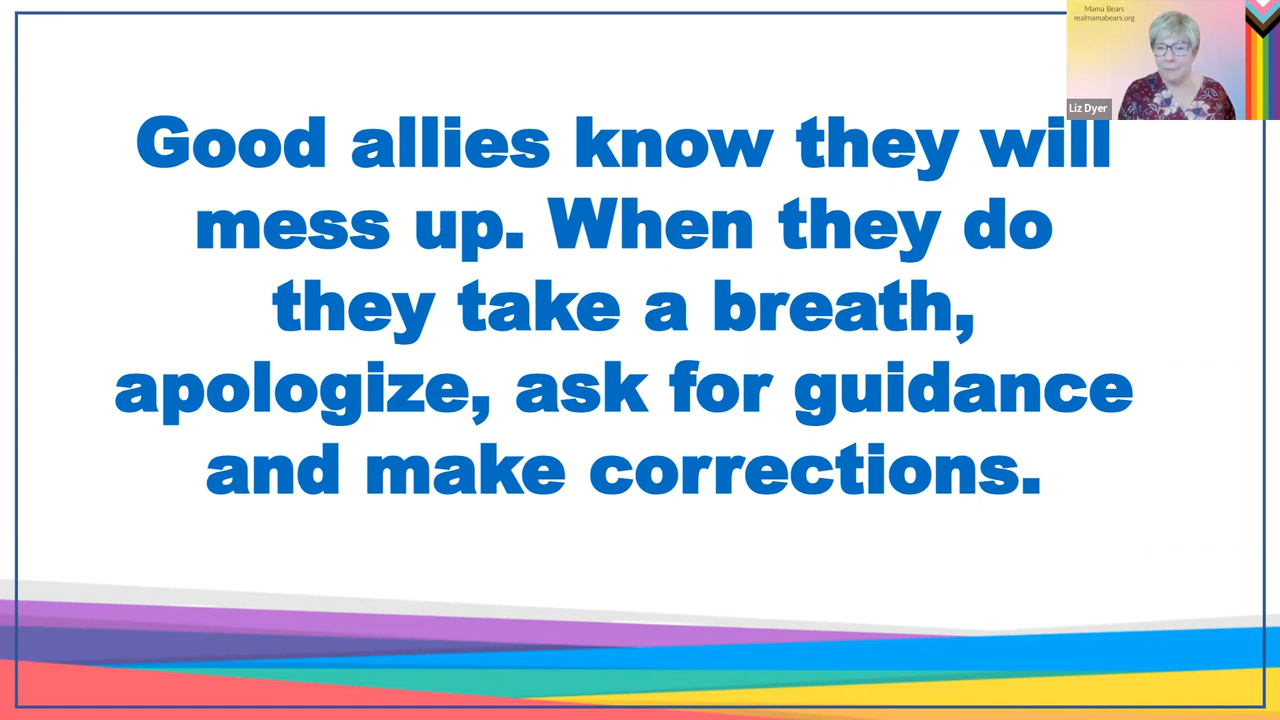 Mama Bears
realmamabears.org
Liz Dyer
Good allies know they will
mess up. When they do
they take a breath,
apologize, ask for guidance
and make corrections.